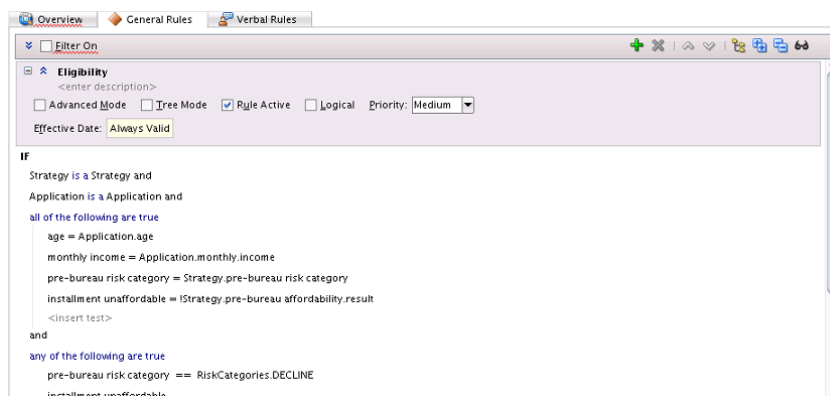 Overview General Rules Verbal Rules
Filter On
Eligibility
<enter description>
Advanced Mode Tree Mode Rule Active Logical Priority: Medium
Effective Date: Always Valid
IF
Strategy is a Strategy and
Application is a Application and
all of the following are true
age = Application.age
monthly income = Application.monthly.income
pre-bureau risk category = Strategy.pre-bureau risk category
installment unaffordable = !Strategy.pre-bureau affordability.result
<insert test>
and
any of the following are true
pre-bureau risk category == RiskCategories.DECLINE
installment unaffordable